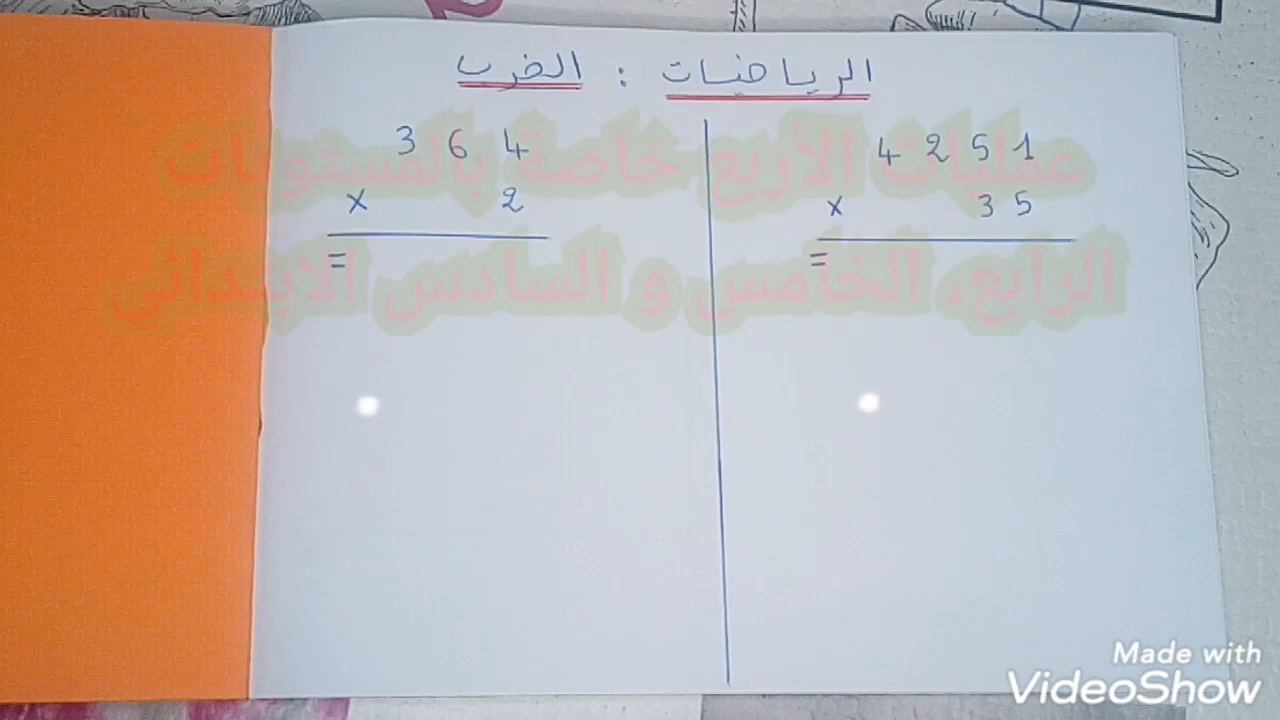 الرياضيات : الضرب
عمليات الأربع خاصة بالمستويات
الرابع، الخامس و السادس الابتدائي
4 2 5 1
x 3 5
=
3 6 4
x 2
=
Made with
VideoShow